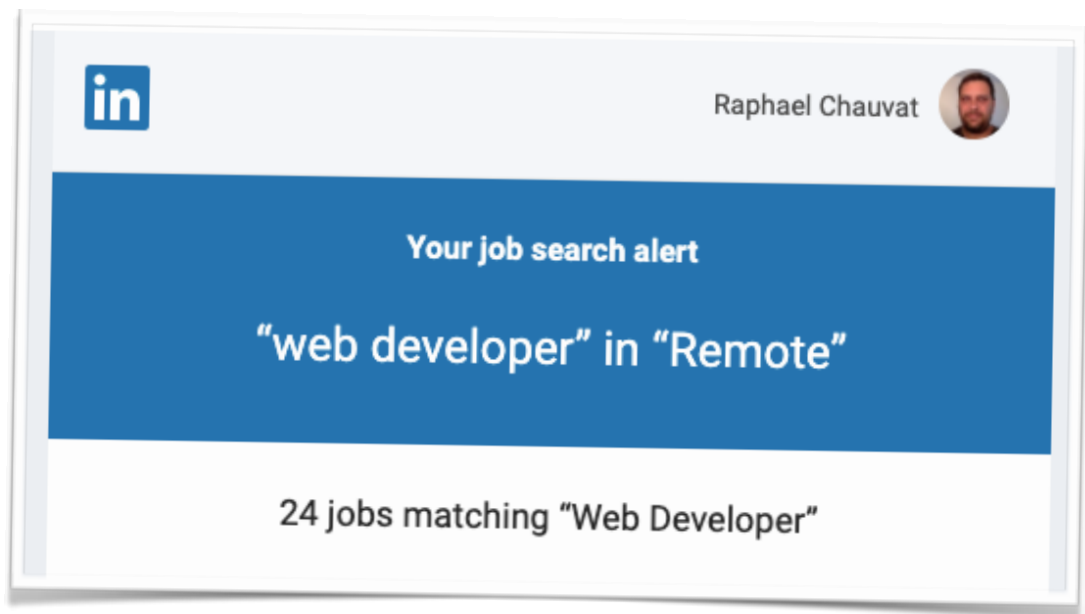 in
Raphael Chauvat
Your job search alert
“web developer” in “Remote”
24 jobs matching “Web Developer”